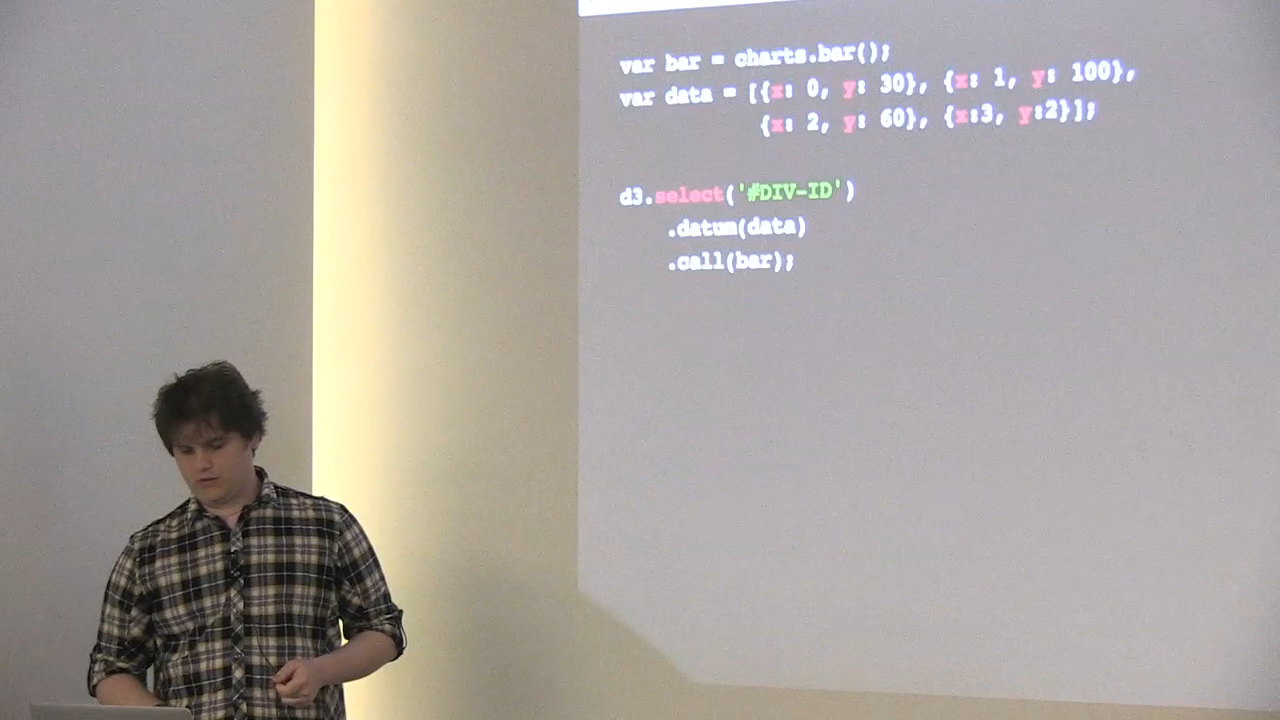 var bar = charts.bar();
var data = [{x: 0, y: 30}, {x: 1, y: 100},
{x: 2, y: 60}, {x:3, y:2}];
d3.select('#DIV-ID')
.datum(data)
.call(bar);